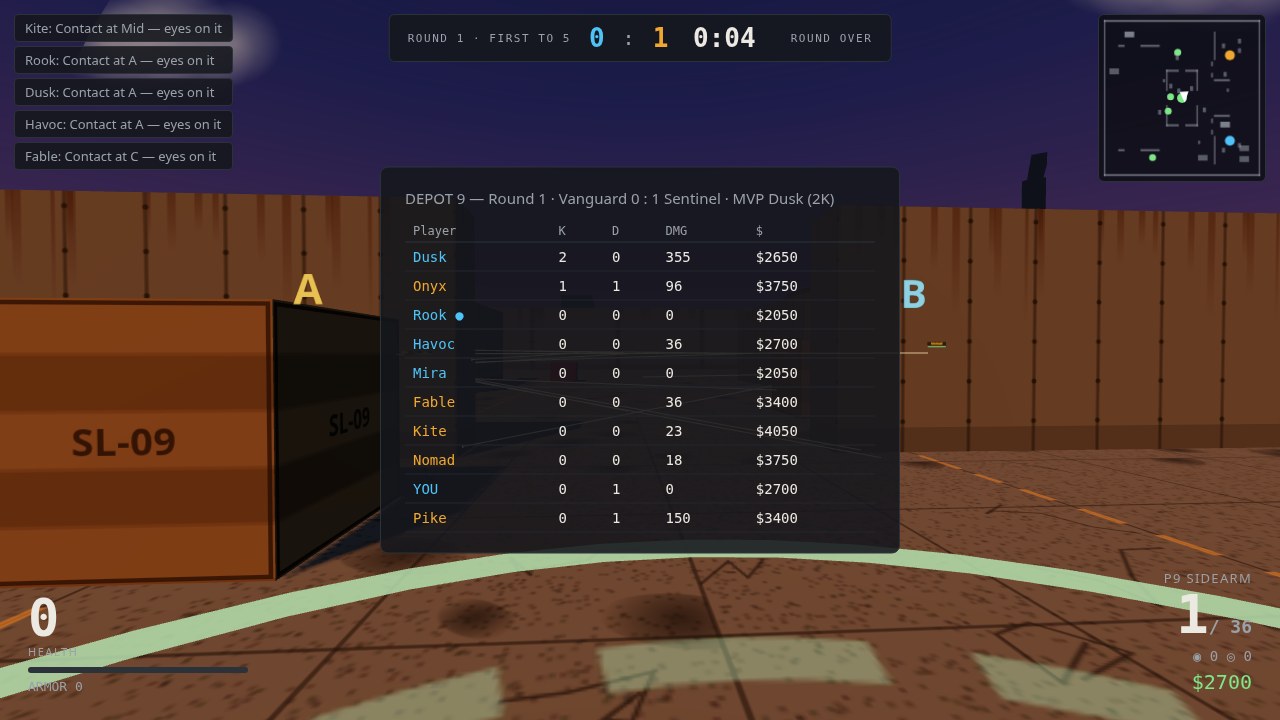 Kite: Contact at Mid — eyes on it
Rook: Contact at A — eyes on it
Dusk: Contact at A — eyes on it
Havoc: Contact at A — eyes on it
Fable: Contact at C — eyes on it
ROUND 1 · FIRST TO 5 0 : 1 0:04 ROUND OVER
DEPOT 9 — Round 1 · Vanguard 0 : 1 Sentinel · MVP Dusk (2K)
Player K D DMG $
Dusk 2 0 355 $2650
Onyx 1 1 96 $3750
Rook ● 0 0 0 $2050
Havoc 0 0 36 $2700
Mira 0 0 0 $2050
Fable 0 0 36 $3400
Kite 0 0 23 $4050
Nomad 0 0 18 $3750
YOU 0 1 0 $2700
Pike 0 1 150 $3400
A
B
SL-09
SL-09
0
HEALTH
ARMOR 0
P9 SIDEARM
1 / 36
◉ 0 ◎ 0
$2700